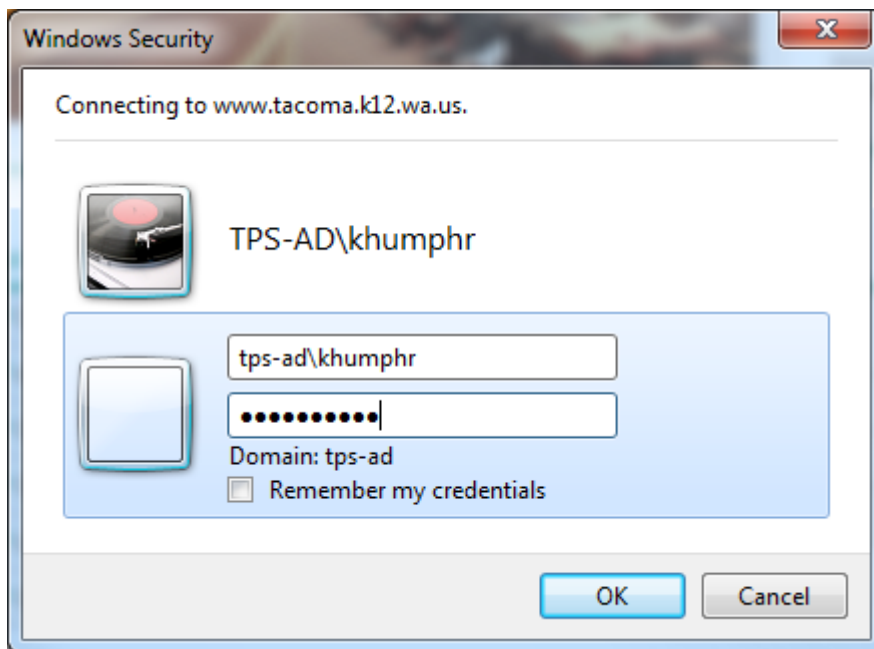 Windows Security
Connecting to www.tacoma.k12.wa.us.
TPS-AD\khumphr
tps-ad\khumphr
●●●●●●●●●●
Domain: tps-ad
Remember my credentials
OK
Cancel